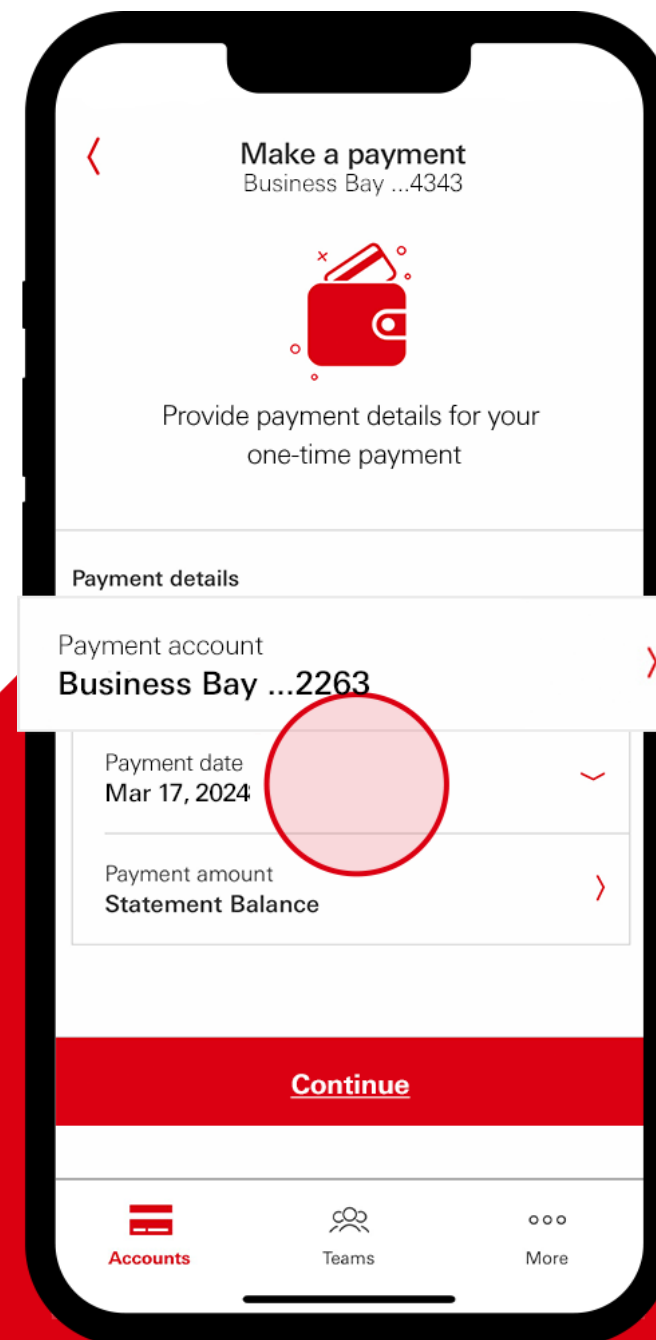 Make a payment
Business Bay ...4343
Provide payment details for your
one-time payment
Payment details
Payment account
Business Bay ...2263
Payment date
Mar 17, 2024
Payment amount
Statement Balance
Continue
Accounts
Teams
More